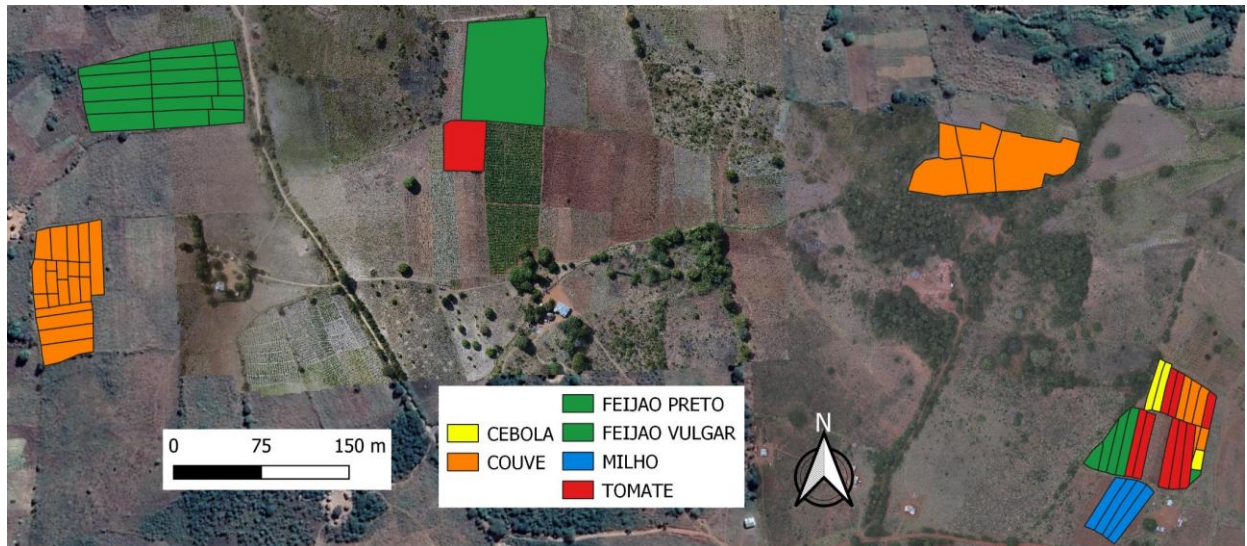 N
0 75 150 m
CEBOLA
COUVE
FEIJAO PRETO
FEIJAO VULGAR
MILHO
TOMATE